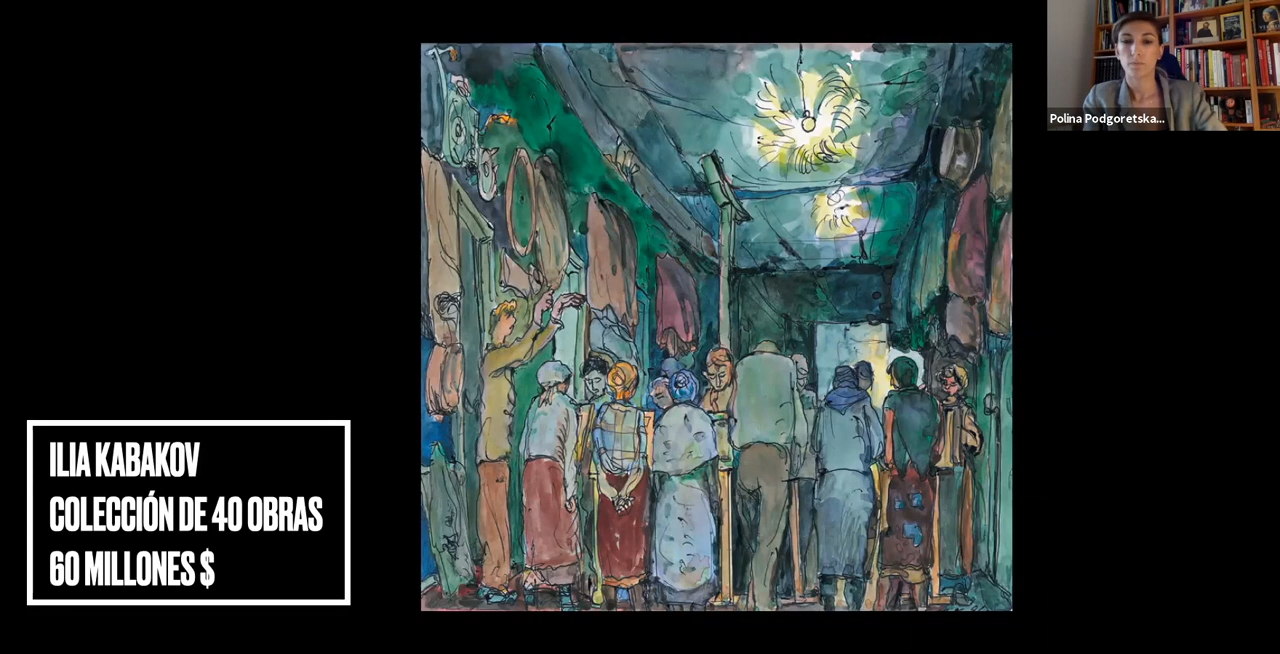 Polina Podgoretska...
ILIA KABAKOV
COLECCIÓN DE 40 OBRAS
60 MILLONES $